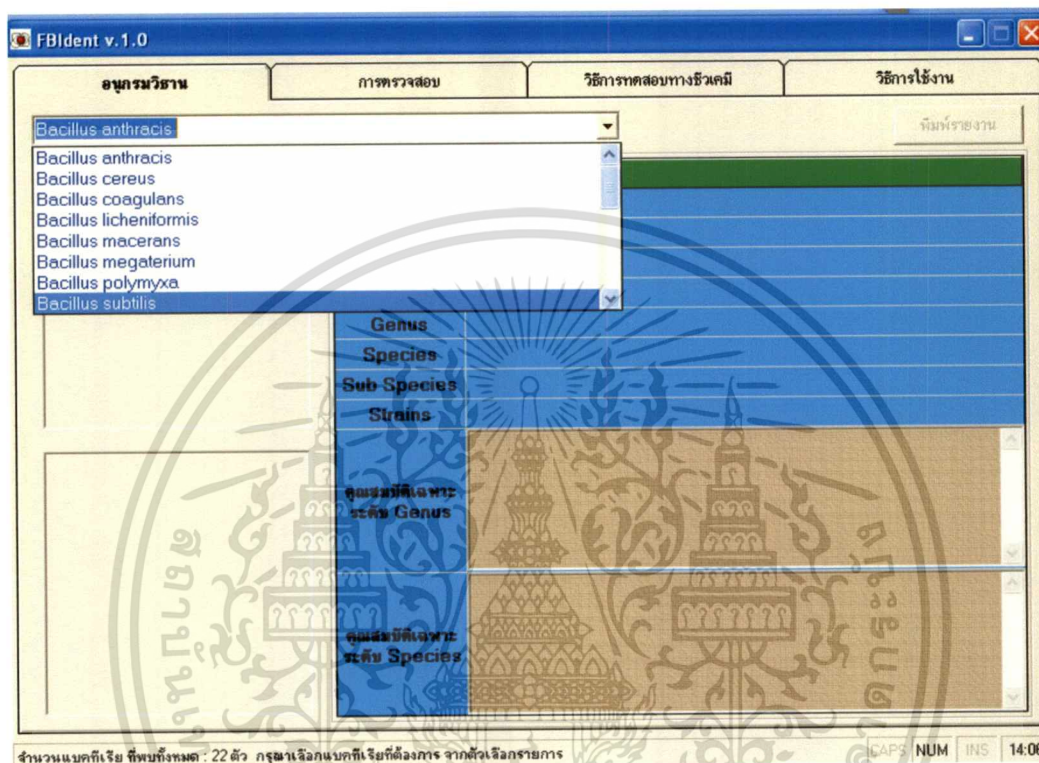 FBIdent v.1.0
อนุกรมวิธาน การตรวจสอบ วิธีการทดสอบทางชีวเคมี วิธีการใช้งาน
Bacillus anthracis พิมพ์รายงาน
Bacillus anthracis
Bacillus cereus
Bacillus coagulans
Bacillus licheniformis
Bacillus macerans
Bacillus megaterium
Bacillus polymyxa
Bacillus subtilis
Genus
Species
Sub Species
Strains
คุณสมบัติเฉพาะ
ระดับ Genus
คุณสมบัติเฉพาะ
ระดับ Species
จำนวนแบคทีเรีย ที่พบทั้งหมด : 22 ตัว กรุณาเลือกแบคทีเรียที่ต้องการ จากตัวเลือกรายการ CAPS NUM INS 14:06